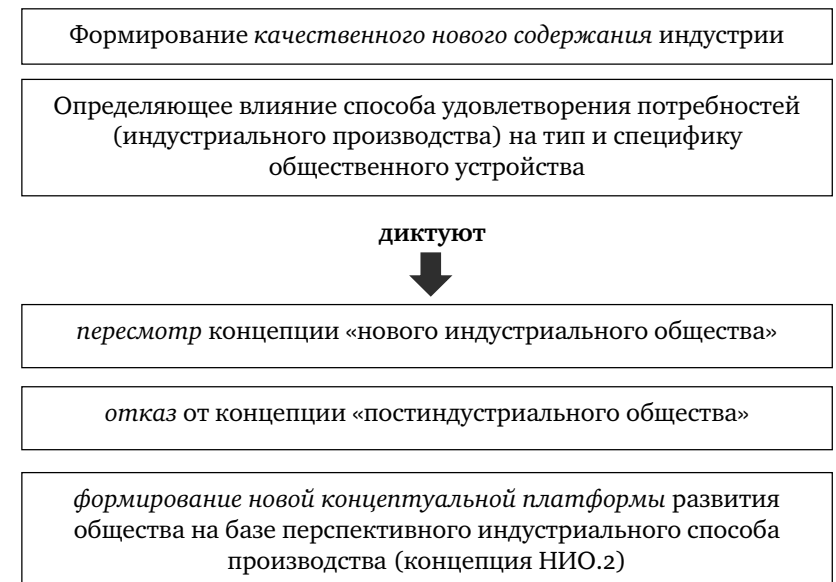 Формирование качественного нового содержания индустрии
Определяющее влияние способа удовлетворения потребностей
(индустриального производства) на тип и специфику
общественного устройства
диктуют
пересмотр концепции «нового индустриального общества»
отказ от концепции «постиндустриального общества»
формирование новой концептуальной платформы развития
общества на базе перспективного индустриального способа
производства (концепция НИО.2)